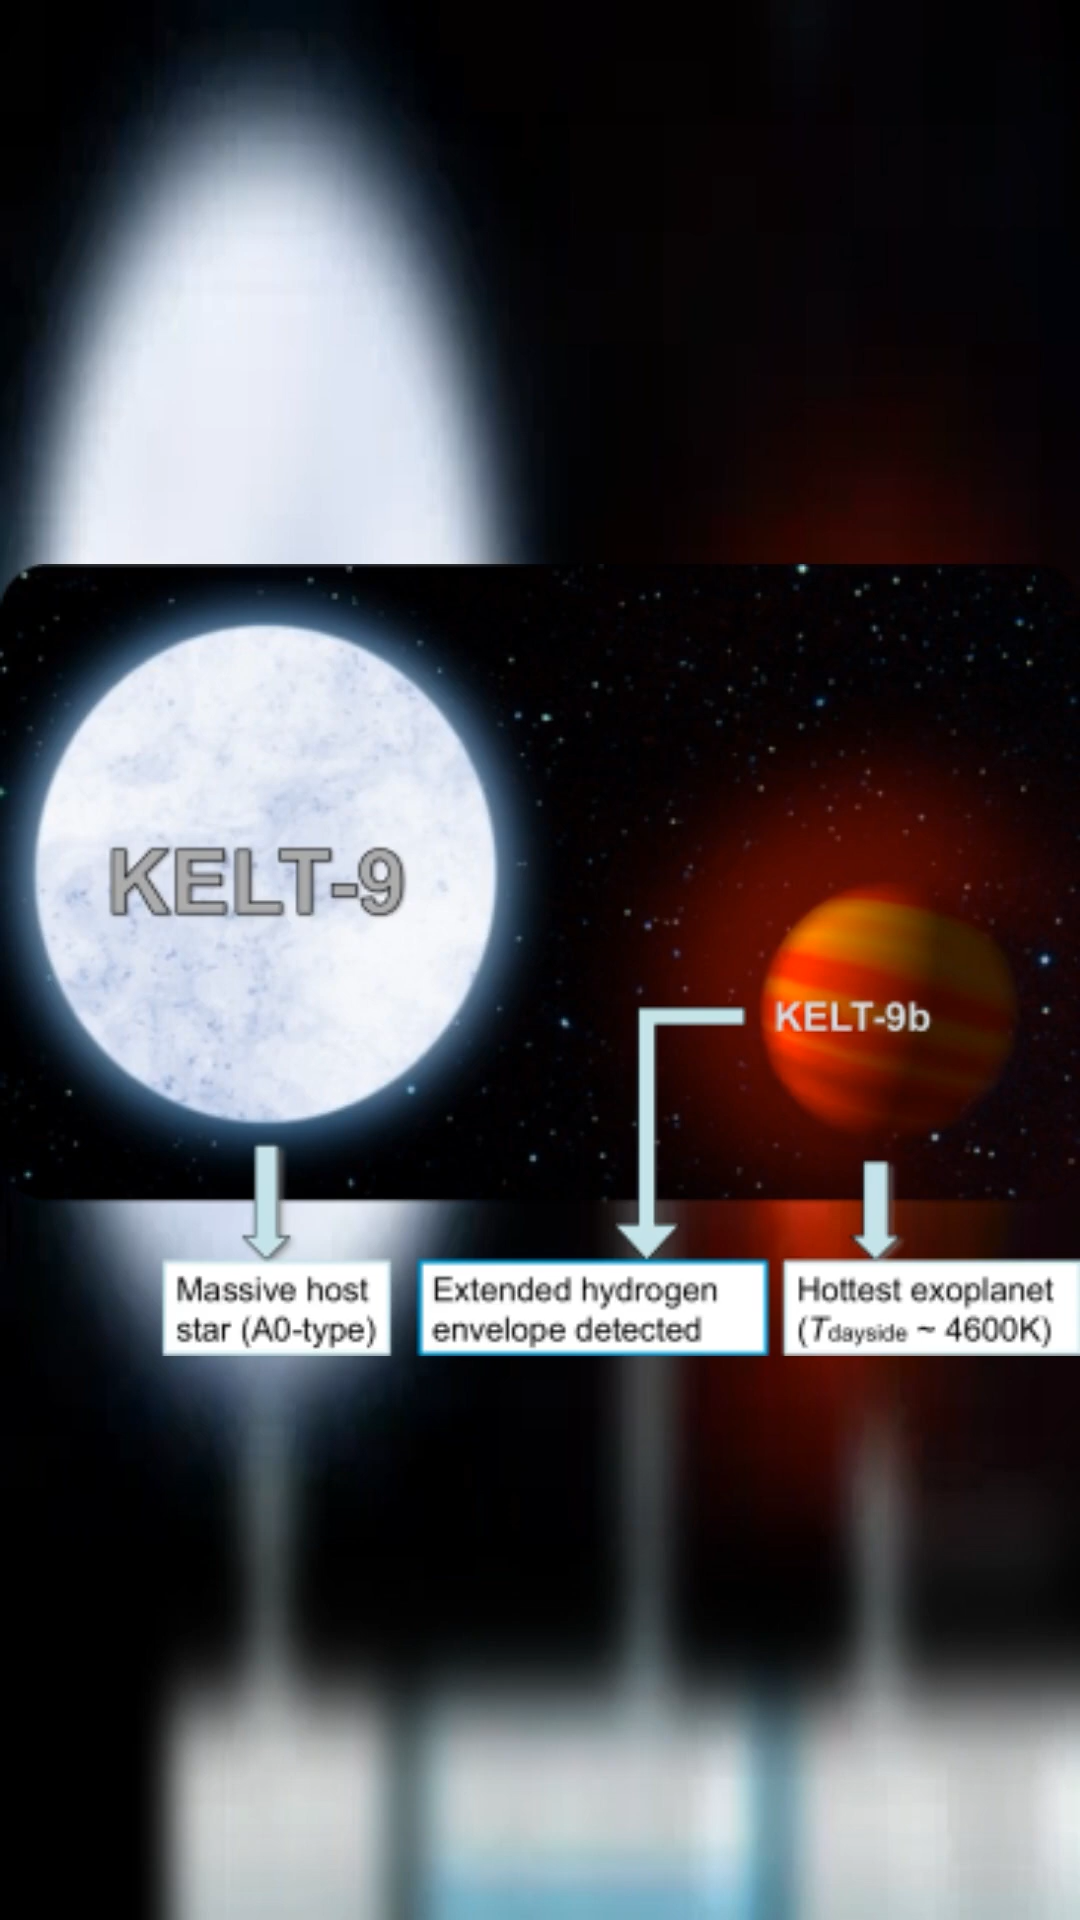 KELT-9
KELT-9b
Massive host
star (A0-type)
Extended hydrogen
envelope detected
Hottest exoplanet
(Tdayside ~ 4600K)